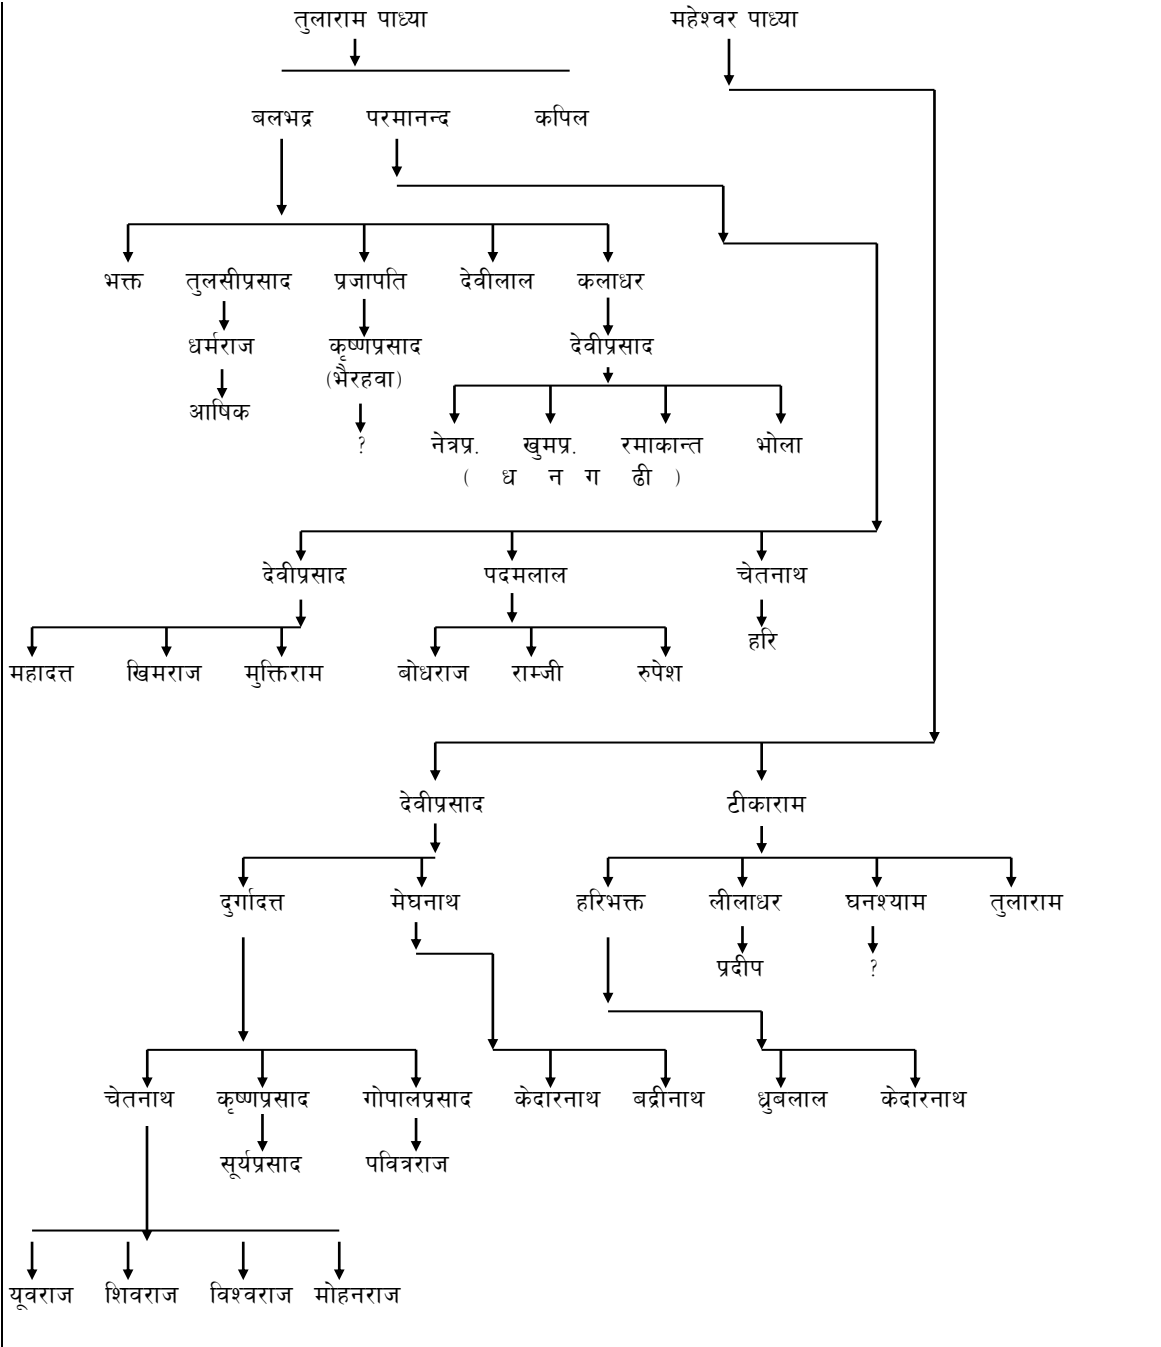 तुलाराम पाध्या महेश्वर पाध्या
बलभद्र परमानन्द कपिल
भक्त तुलसीप्रसाद प्रजापति देवीलाल कलाधर
धर्मराज कृष्णप्रसाद देवीप्रसाद
(भैरहवा)
आषिक
? नेत्रप्र. खुमप्र. रमाकान्त भोला
( ध न ग ढी )
देवीप्रसाद पदमलाल चेतनाथ
हरि
महादत्त खिमराज मुक्तिराम बोधराज राम्जी रुपेश
देवीप्रसाद टीकाराम
दुर्गादत्त मेघनाथ हरिभक्त लीलाधर घनश्याम तुलाराम
प्रदीप ?
चेतनाथ कृष्णप्रसाद गोपालप्रसाद केदारनाथ बद्रीनाथ ध्रुबलाल केदारनाथ
सूर्यप्रसाद पवित्रराज
यूवराज शिवराज विश्वराज मोहनराज